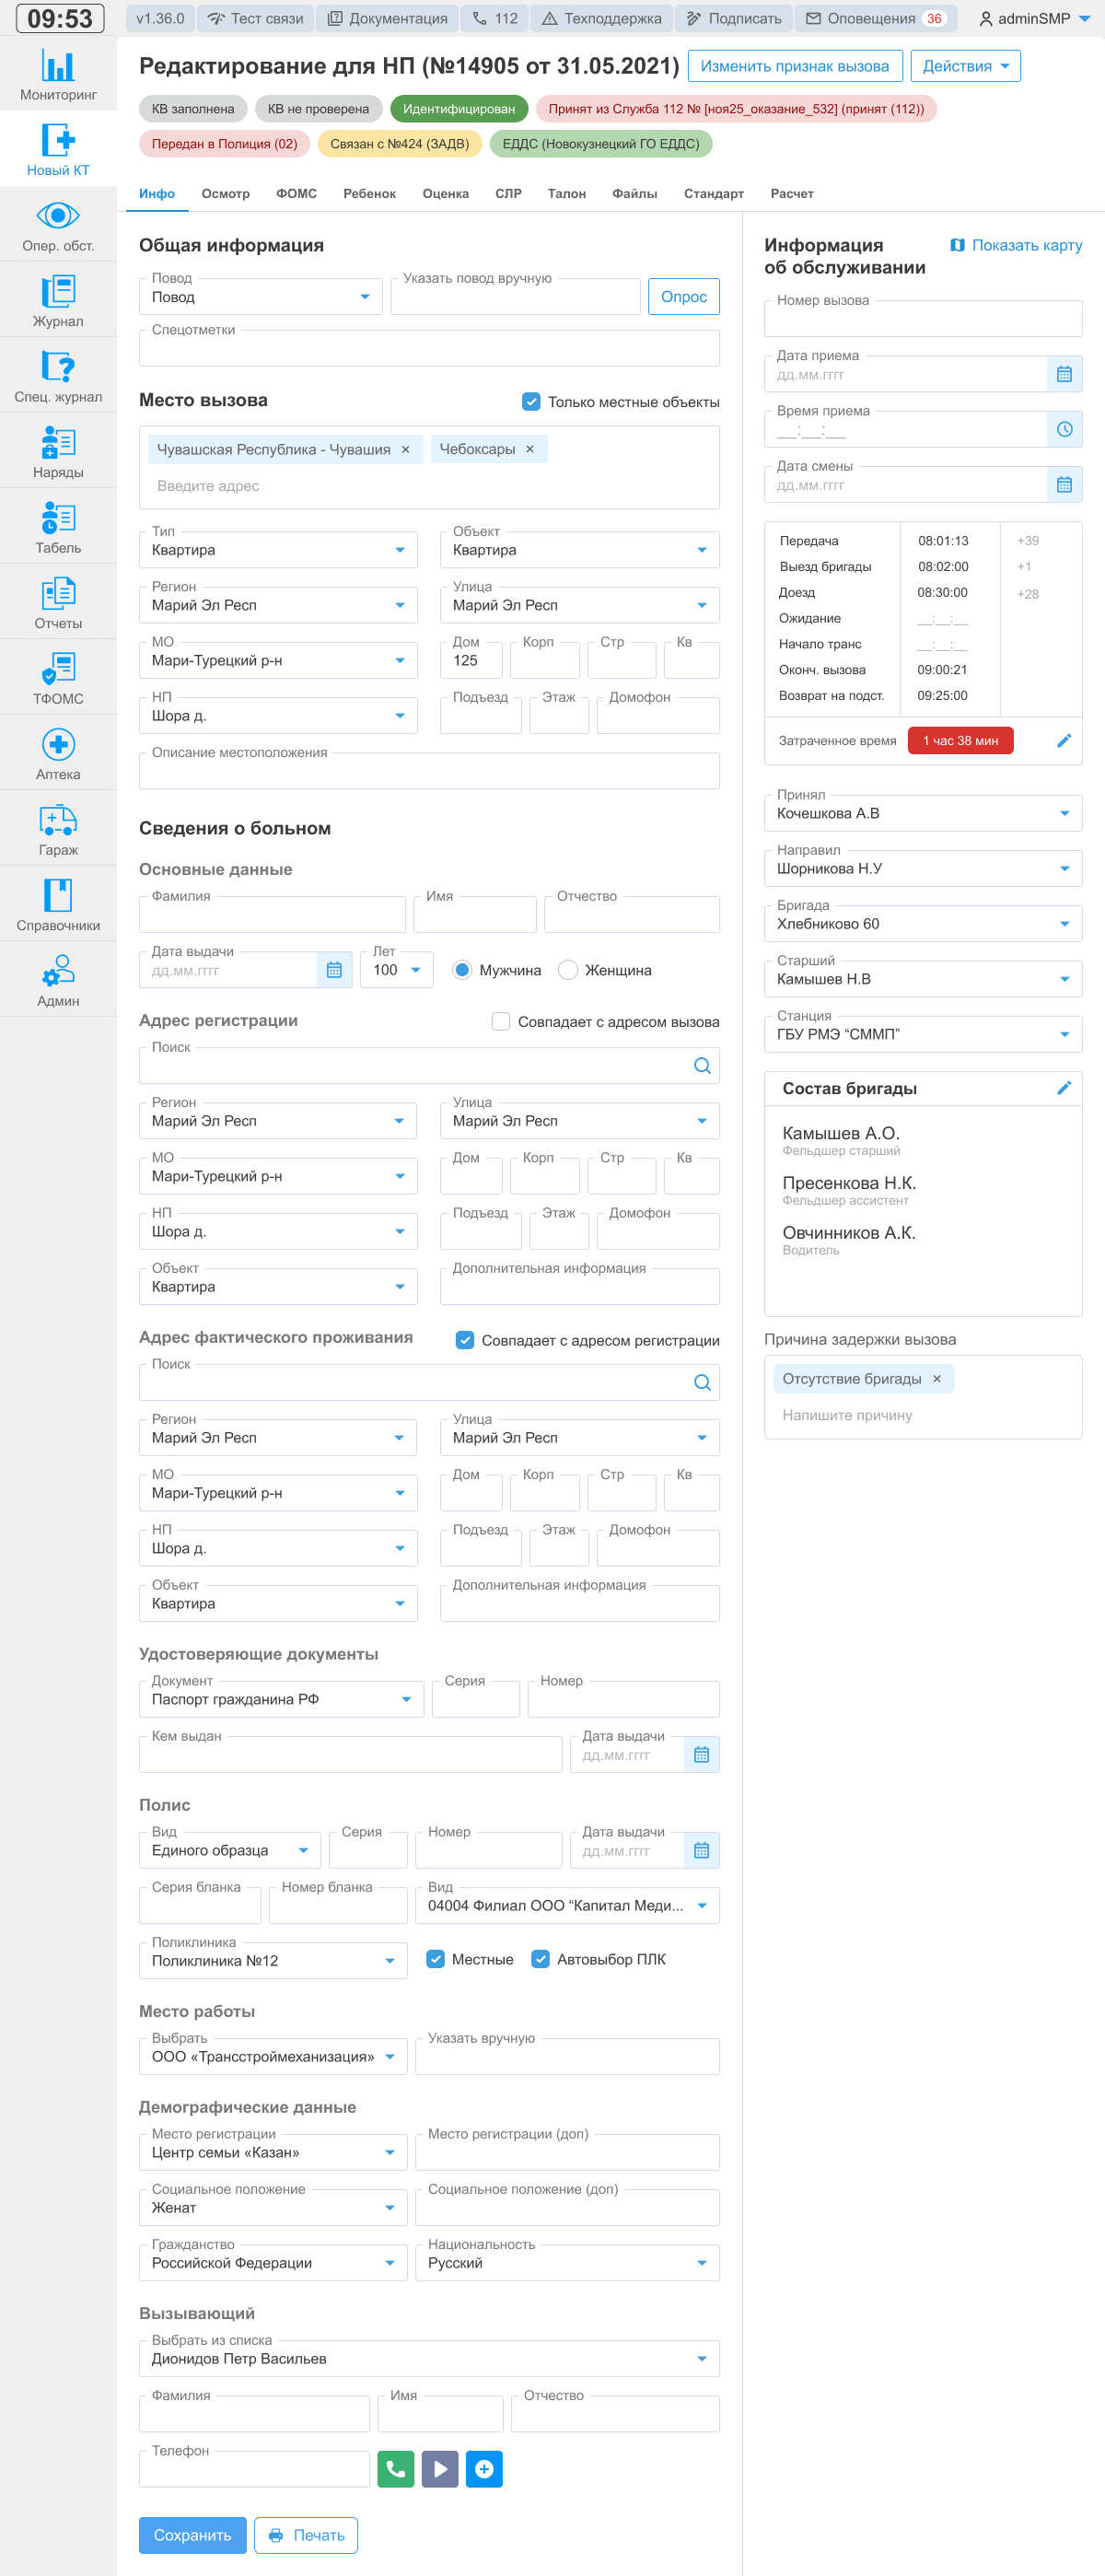 09:53
v1.36.0 Тест связи Документация 112 Техподдержка Подписать Оповещения 36 adminSMP
Мониторинг
Новый КТ
Опер. обст.
Журнал
Спец. журнал
Наряды
Табель
Отчеты
ТФОМС
Аптека
Гараж
Справочники
Админ
Редактирование для НП (№14905 от 31.05.2021) Изменить признак вызова Действия
КВ заполнена КВ не проверена Идентифицирован Принят из Служба 112 № [ноя25_оказание_532] (принят (112))
Передан в Полиция (02) Связан с №424 (ЗАДВ) ЕДДС (Новокузнецкий ГО ЕДДС)
Инфо Осмотр ФОМС Ребенок Оценка СЛР Талон Файлы Стандарт Расчет
Общая информация
Повод Указать повод вручную
Повод Опрос
Спецотметки
Место вызова Только местные объекты
Чувашская Республика - Чувашия × Чебоксары ×
Введите адрес
Тип Объект
Квартира Квартира
Регион Улица
Марий Эл Респ Марий Эл Респ
МО Дом Корп Стр Кв
Мари-Турецкий р-н 125
НП Подъезд Этаж Домофон
Шора д.
Описание местоположения
Сведения о больном
Основные данные
Фамилия Имя Отчество
Дата выдачи Лет
дд.мм.гггг 100 Мужчина Женщина
Адрес регистрации Совпадает с адресом вызова
Поиск
Регион Улица
Марий Эл Респ Марий Эл Респ
МО Дом Корп Стр Кв
Мари-Турецкий р-н
НП Подъезд Этаж Домофон
Шора д.
Объект Дополнительная информация
Квартира
Адрес фактического проживания Совпадает с адресом регистрации
Поиск
Регион Улица
Марий Эл Респ Марий Эл Респ
МО Дом Корп Стр Кв
Мари-Турецкий р-н
НП Подъезд Этаж Домофон
Шора д.
Объект Дополнительная информация
Квартира
Удостоверяющие документы
Документ Серия Номер
Паспорт гражданина РФ
Кем выдан Дата выдачи
дд.мм.гггг
Полис
Вид Серия Номер Дата выдачи
Единого образца дд.мм.гггг
Серия бланка Номер бланка Вид
04004 Филиал ООО “Капитал Меди...
Поликлиника
Поликлиника №12 Местные Автовыбор ПЛК
Место работы
Выбрать Указать вручную
ООО «Трансстроймеханизация»
Демографические данные
Место регистрации Место регистрации (доп)
Центр семьи «Казан»
Социальное положение Социальное положение (доп)
Женат
Гражданство Национальность
Российской Федерации Русский
Вызывающий
Выбрать из списка
Дионидов Петр Васильев
Фамилия Имя Отчество
Телефон
Сохранить Печать
Информация Показать карту
об обслуживании
Номер вызова
Дата приема
дд.мм.гггг
Время приема
__:__:__
Дата смены
дд.мм.гггг
Передача 08:01:13 +39
Выезд бригады 08:02:00 +1
Доезд 08:30:00 +28
Ожидание __:__:__
Начало транс __:__:__
Оконч. вызова 09:00:21
Возврат на подст. 09:25:00
Затраченное время 1 час 38 мин
Принял
Кочешкова А.В
Направил
Шорникова Н.У
Бригада
Хлебниково 60
Старший
Камышев Н.В
Станция
ГБУ РМЭ “СММП”
Состав бригады
Камышев А.О.
Фельдшер старший
Пресенкова Н.К.
Фельдшер ассистент
Овчинников А.К.
Водитель
Причина задержки вызова
Отсутствие бригады ×
Напишите причину